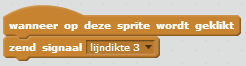 wanneer op deze sprite wordt geklikt
zend signaal lijndikte 3